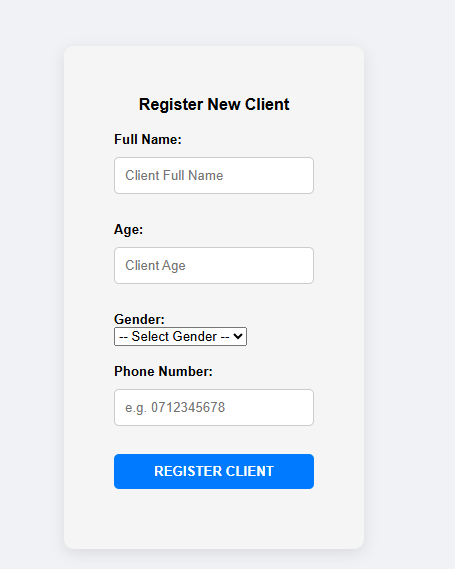 Register New Client
Full Name:
Client Full Name
Age:
Client Age
Gender:
-- Select Gender --
Phone Number:
e.g. 0712345678
REGISTER CLIENT